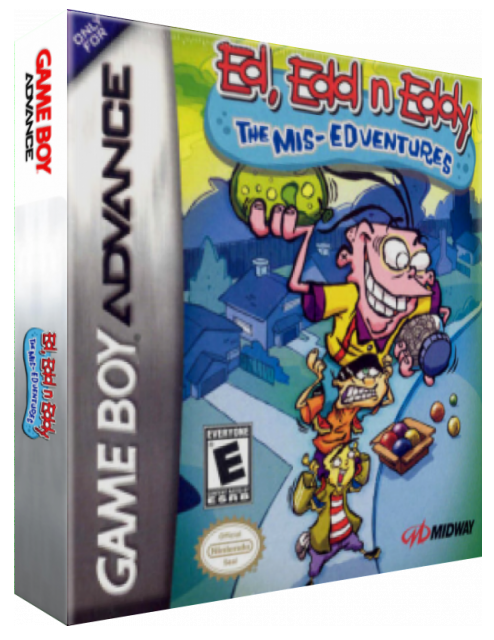 ONLY
FOR
GAME BOY
ADVANCE
Ed, Edd n Eddy
THE MIS-EDVENTURES
GAME BOY ADVANCE
Ed, Edd n Eddy
THE MIS-EDVENTURES
EVERYONE
E
ESRB
Official
Nintendo
Seal
MIDWAY